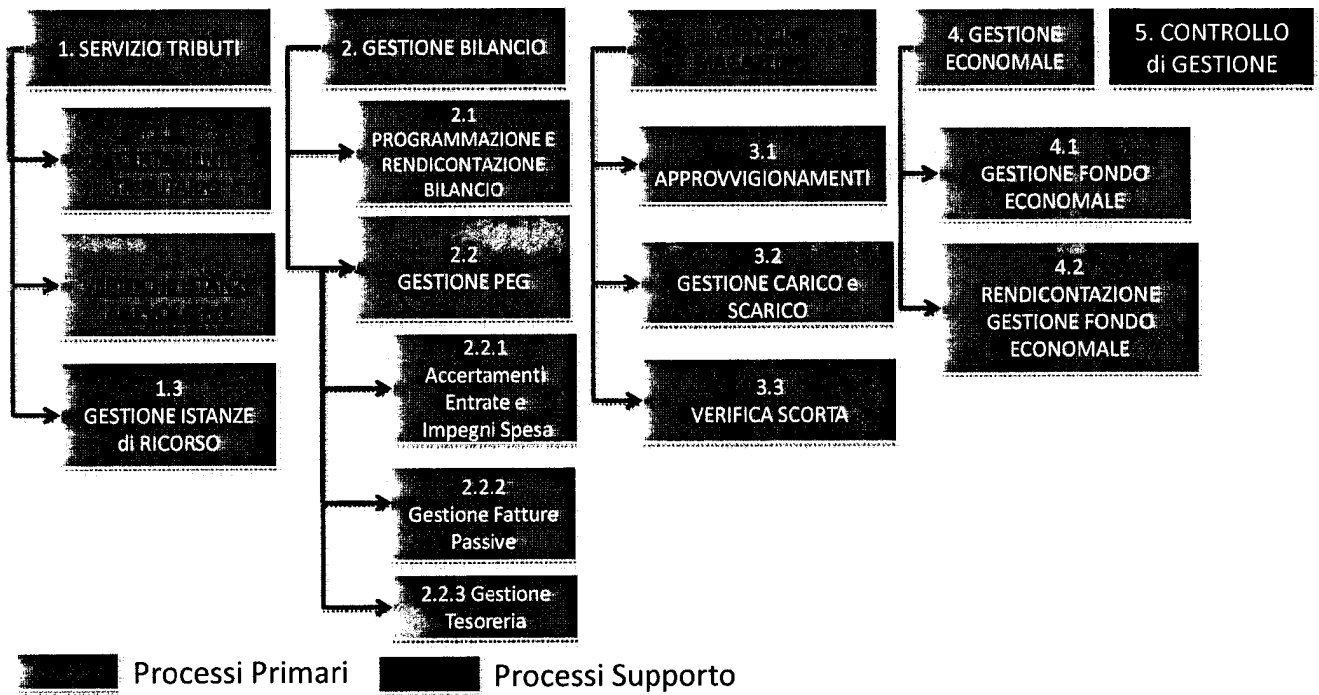 1. SERVIZIO TRIBUTI
1.3
GESTIONE ISTANZE
di RICORSO
2. GESTIONE BILANCIO
2.1
PROGRAMMAZIONE E
RENDICONTAZIONE
BILANCIO
2.2
GESTIONE PEG
2.2.1
Accertamenti
Entrate e
Impegni Spesa
2.2.2
Gestione Fatture
Passive
2.2.3 Gestione
Tesoreria
3.1
APPROVVIGIONAMENTI
3.2
GESTIONE CARICO e
SCARICO
3.3
VERIFICA SCORTA
4. GESTIONE
ECONOMALE
4.1
GESTIONE FONDO
ECONOMALE
4.2
RENDICONTAZIONE
GESTIONE FONDO
ECONOMALE
5. CONTROLLO
di GESTIONE
Processi Primari
Processi Supporto